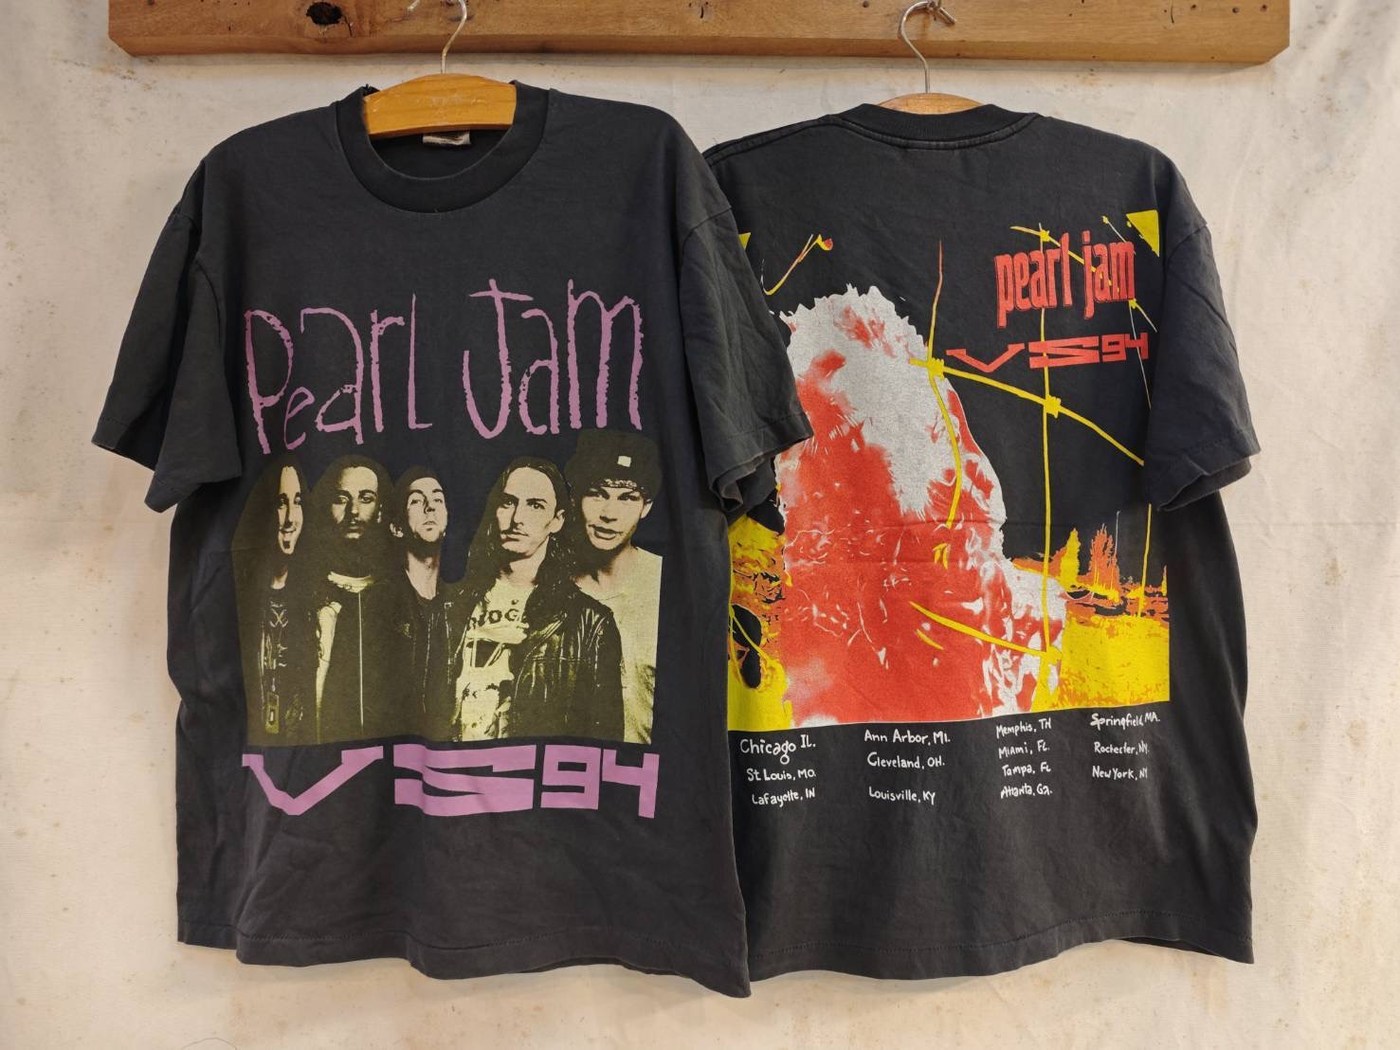 Pearl Jam
VS94
pearl jam
VS94
Chicago IL.
St Louis, MO.
LaFayette, IN
Ann Arbor, MI.
Cleveland, OH.
Louisville, KY
Memphis, TN
Miami, FL.
Tampa, FL
Atlanta, Ga.
Springfield, MA.
Rochester, NY.
New York, NY